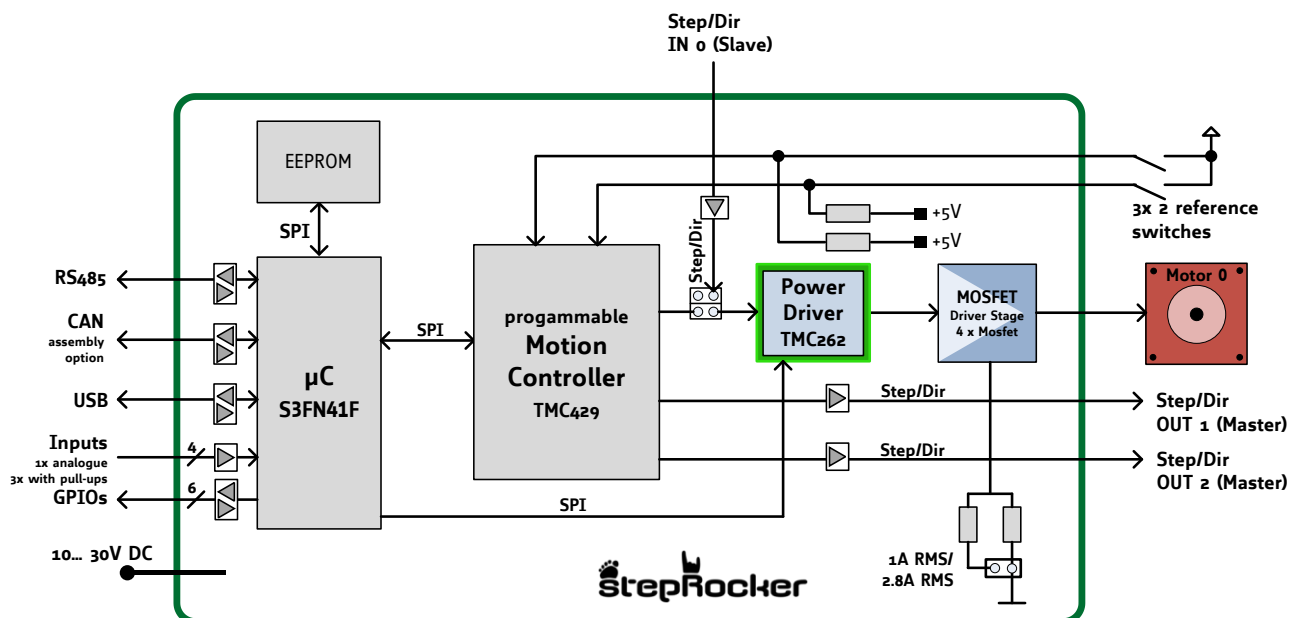 Step/Dir
IN 0 (Slave)
EEPROM
SPI
+5V
+5V
3x 2 reference
switches
Step/Dir
RS485
CAN
assembly
option
USB
Inputs
1x analogue
3x with pull-ups
GPIOs
4
6
10... 30V DC
µC
S3FN41F
SPI
progammable
Motion
Controller
TMC429
Power
Driver
TMC262
MOSFET
Driver Stage
4 x Mosfet
Motor 0
Step/Dir
Step/Dir
OUT 1 (Master)
Step/Dir
Step/Dir
OUT 2 (Master)
SPI
1A RMS/
2.8A RMS
stepRocker